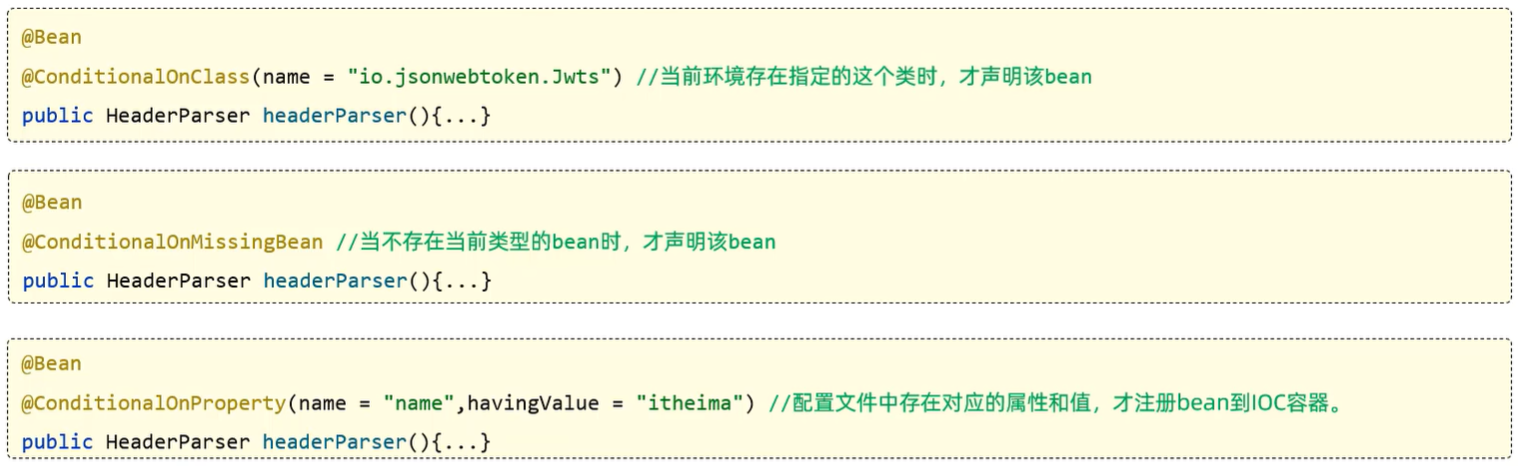 @Bean
@ConditionalOnClass(name = "io.jsonwebtoken.Jwts") //当前环境存在指定的这个类时，才声明该bean
public HeaderParser headerParser(){...}
@Bean
@ConditionalOnMissingBean //当不存在当前类型的bean时，才声明该bean
public HeaderParser headerParser(){...}
@Bean
@ConditionalOnProperty(name = "name",havingValue = "itheima") //配置文件中存在对应的属性和值，才注册bean到IOC容器。
public HeaderParser headerParser(){...}